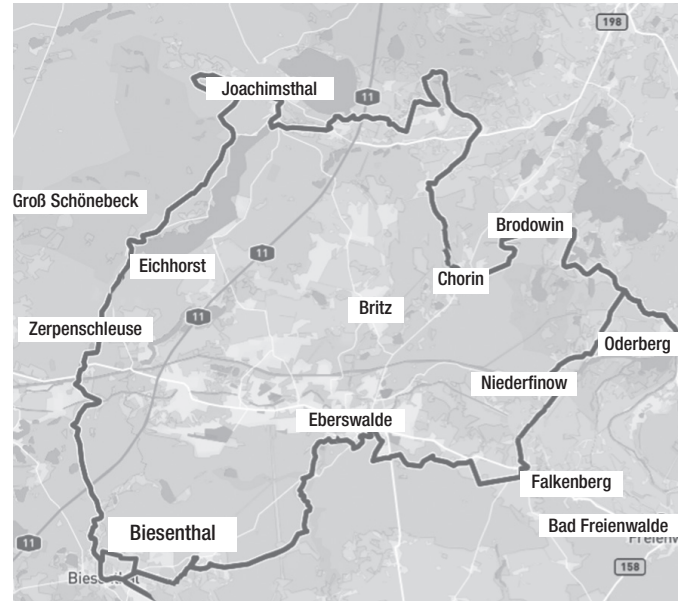 198
Joachimsthal
11
Groß Schönebeck
Brodowin
11
Eichhorst
Chorin
11
Britz
Zerpenschleuse
Oderberg
Niederfinow
Eberswalde
Falkenberg
Biesenthal
Bad Freienwalde
11
158